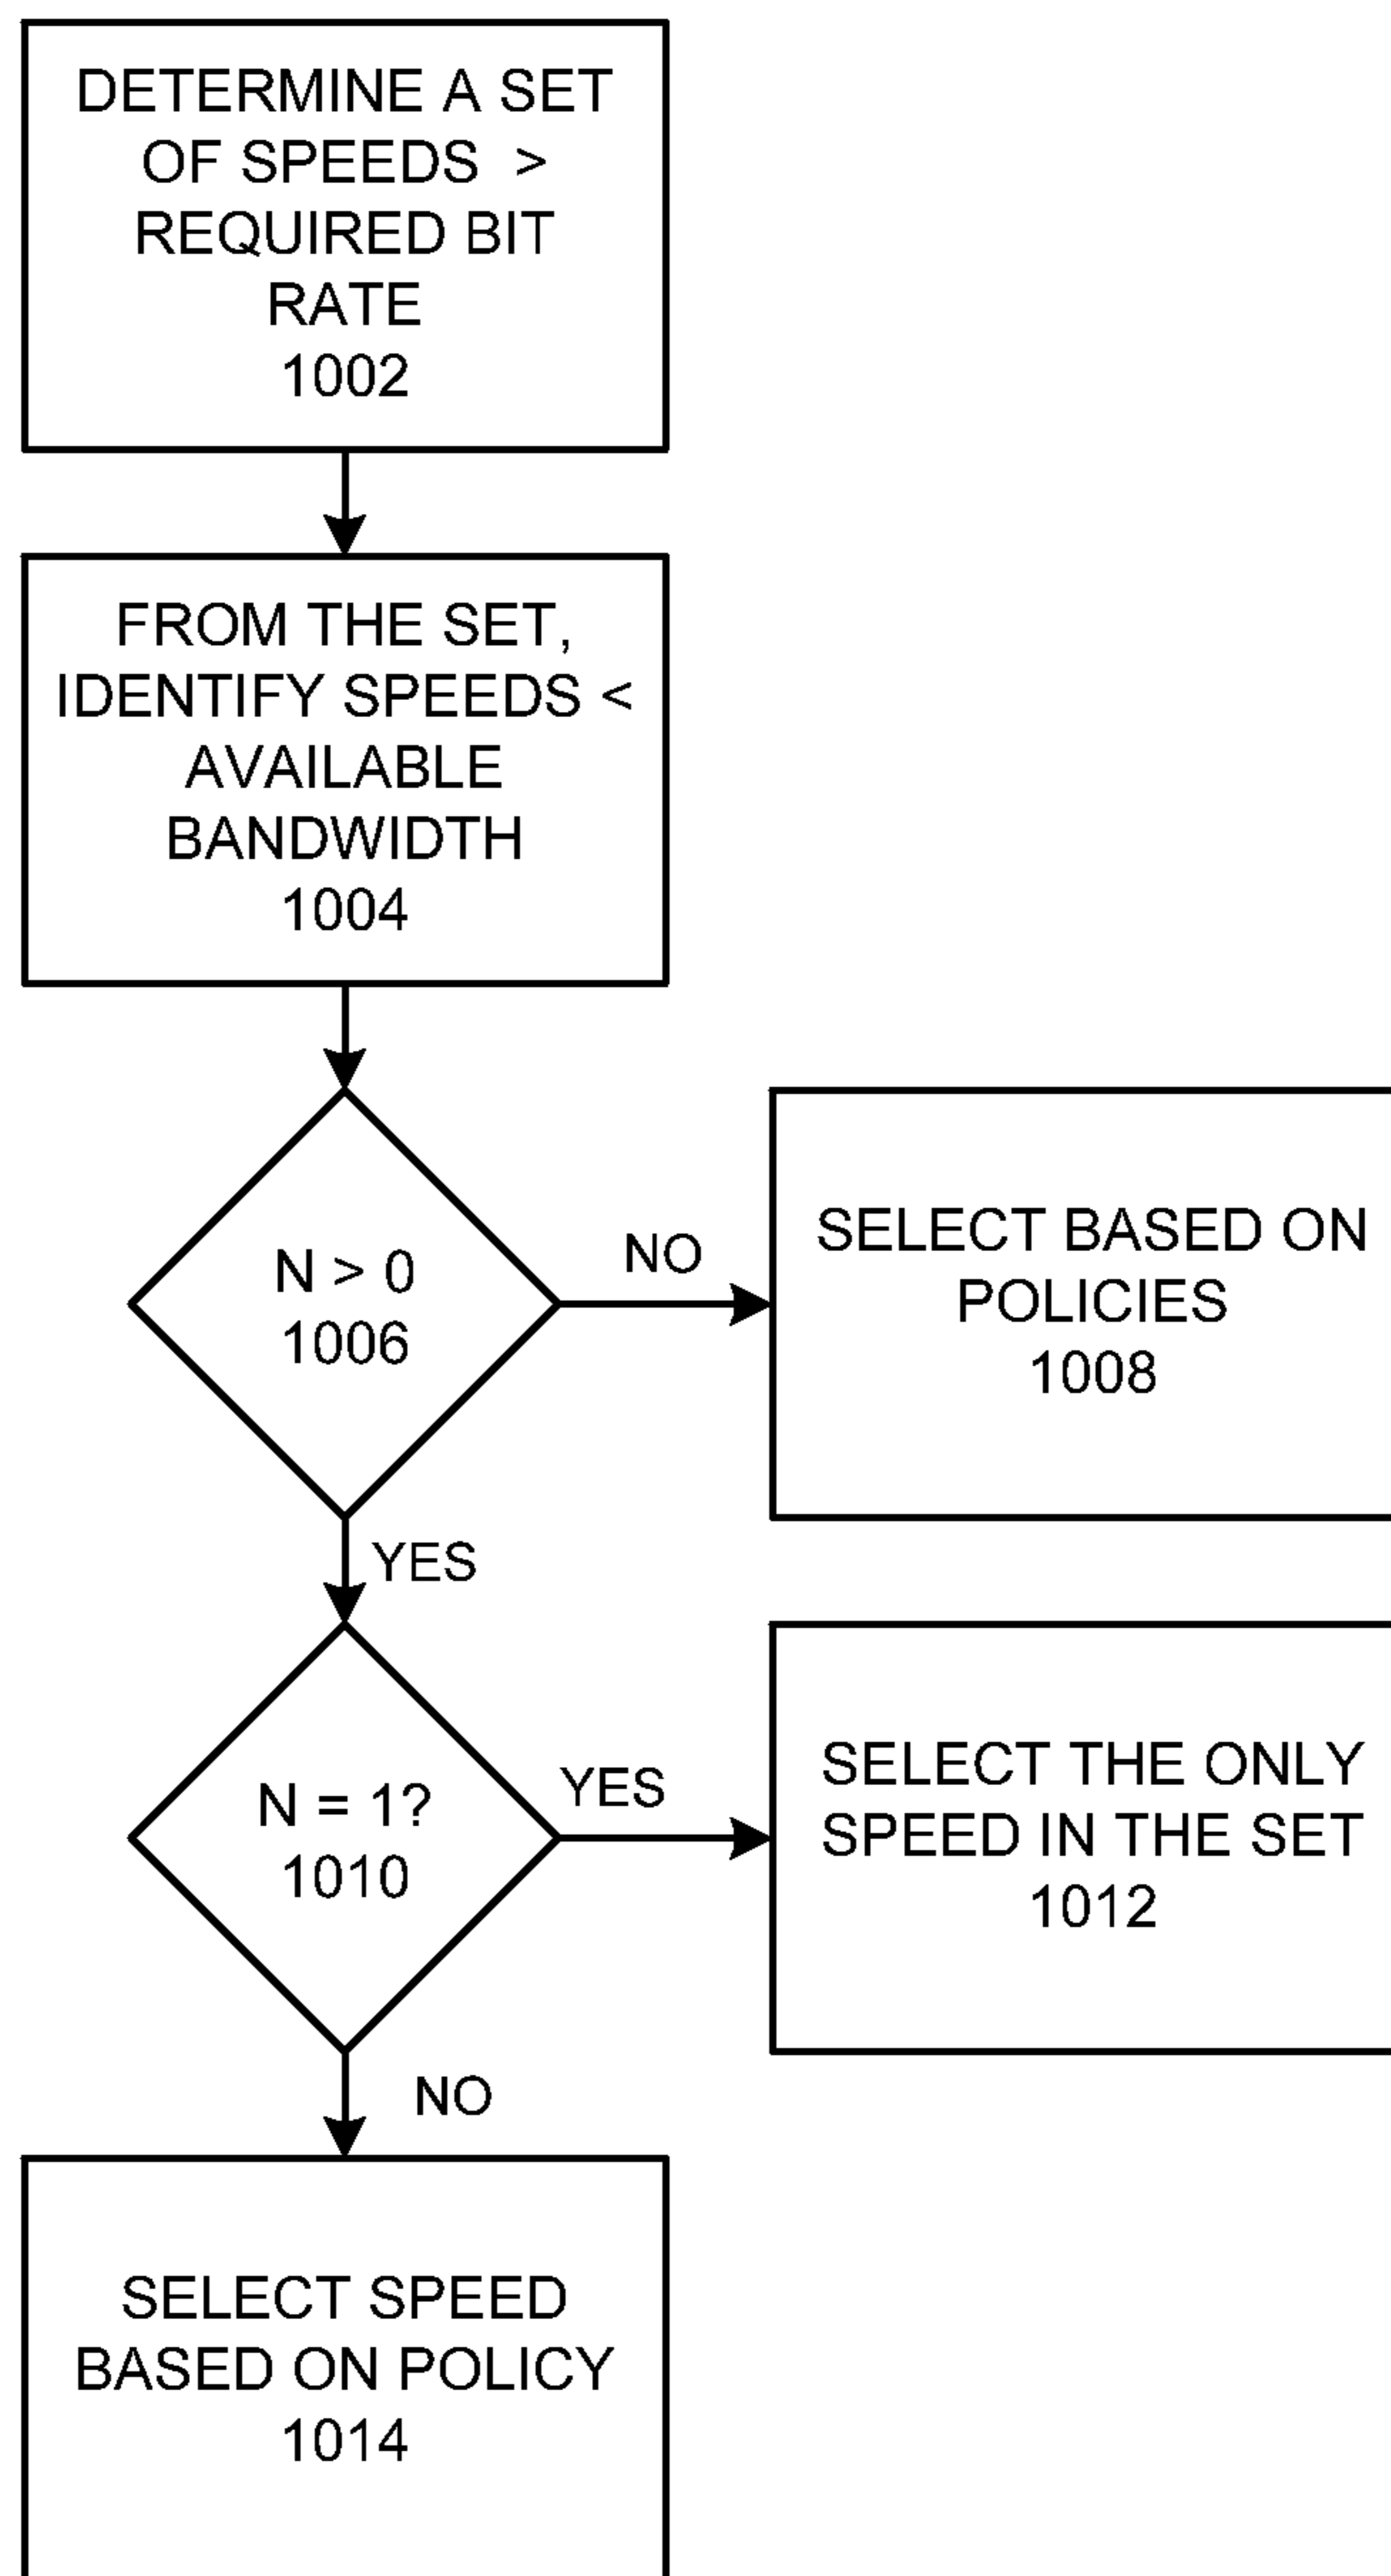 DETERMINE A SET
OF SPEEDS >
REQUIRED BIT
RATE
1002
FROM THE SET,
IDENTIFY SPEEDS <
AVAILABLE
BANDWIDTH
1004
N > 0
1006
NO
SELECT BASED ON
POLICIES
1008
YES
N = 1?
1010
YES
SELECT THE ONLY
SPEED IN THE SET
1012
NO
SELECT SPEED
BASED ON POLICY
1014